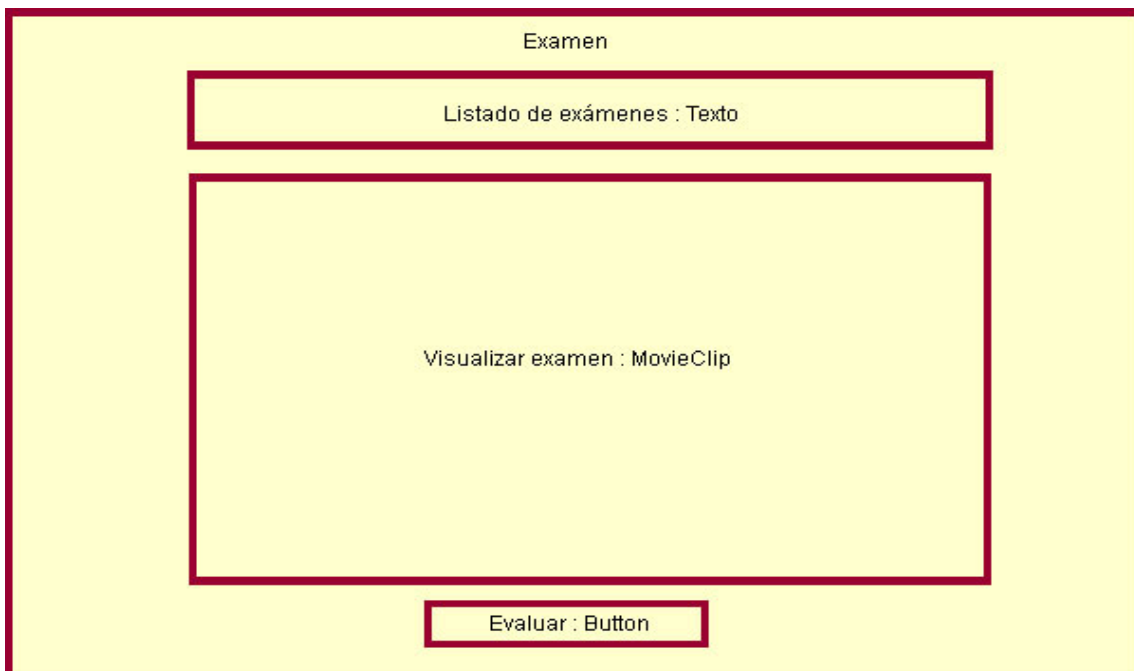 Examen
Listado de exámenes : Texto
Visualizar examen : MovieClip
Evaluar : Button